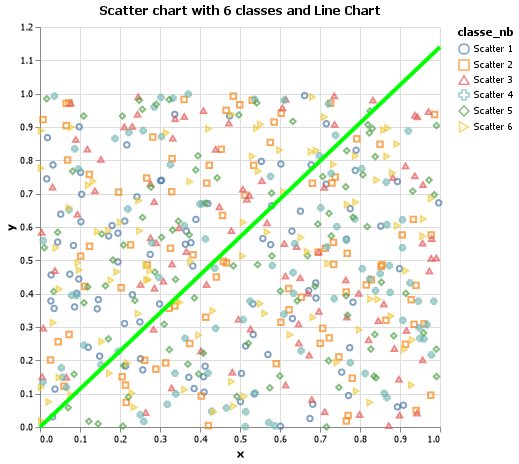 Scatter chart with 6 classes and Line Chart
1.2
1.1
1.0
0.9
0.8
0.7
0.6
0.5
0.4
0.3
0.2
0.1
0.0
y
0.0 0.1 0.2 0.3 0.4 0.5 0.6 0.7 0.8 0.9 1.0
x
classe_nb
Scatter 1
Scatter 2
Scatter 3
Scatter 4
Scatter 5
Scatter 6